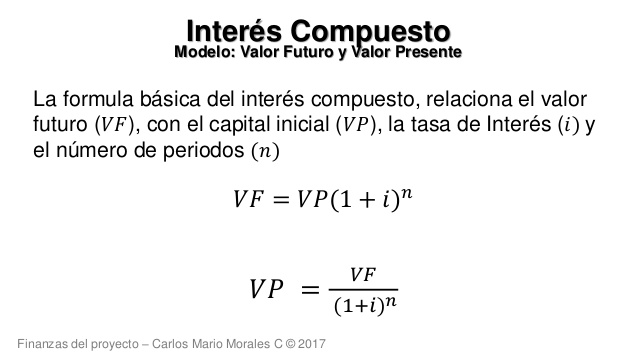 Interés Compuesto
Modelo: Valor Futuro y Valor Presente
La formula básica del interés compuesto, relaciona el valor
futuro (VF), con el capital inicial (VP), la tasa de Interés (i) y
el número de periodos (n)
VF = VP(1 + i)^n
VP = VF/(1+i)^n
Finanzas del proyecto – Carlos Mario Morales C © 2017